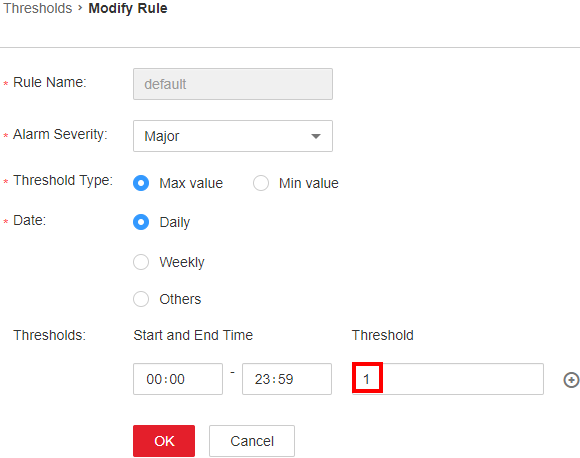 Thresholds > Modify Rule
* Rule Name: default
* Alarm Severity: Major
* Threshold Type: Max value Min value
* Date: Daily
Weekly
Others
Thresholds: Start and End Time Threshold
00:00 - 23:59 1
OK Cancel